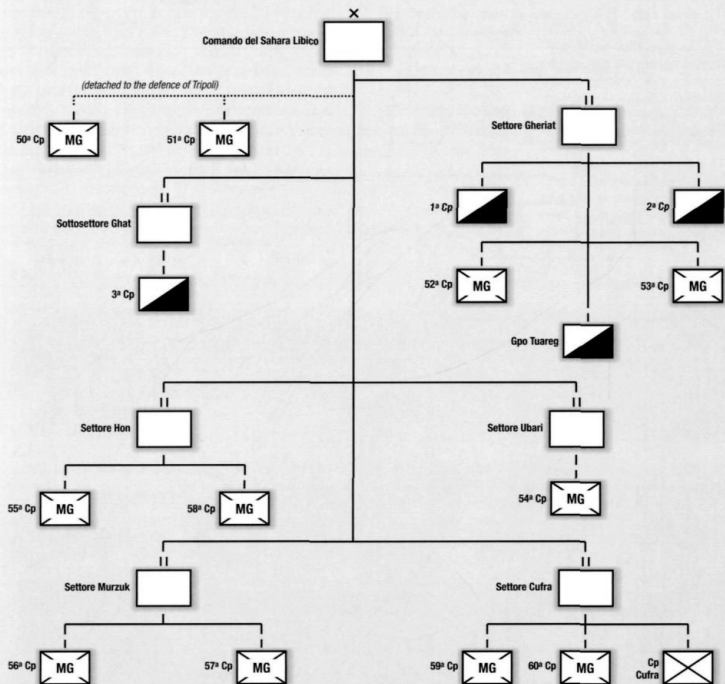 Comando del Sahara Libico
(detached to the defence of Tripoli)
50ª Cp MG
51ª Cp MG
Settore Gheriat
1ª Cp
2ª Cp
Sottosettore Ghat
52ª Cp MG
53ª Cp MG
3ª Cp
Gpo Tuareg
Settore Hon
Settore Ubari
55ª Cp MG
58ª Cp MG
54ª Cp MG
Settore Murzuk
Settore Cufra
56ª Cp MG
57ª Cp MG
59ª Cp MG
60ª Cp MG
Cp
Cufra